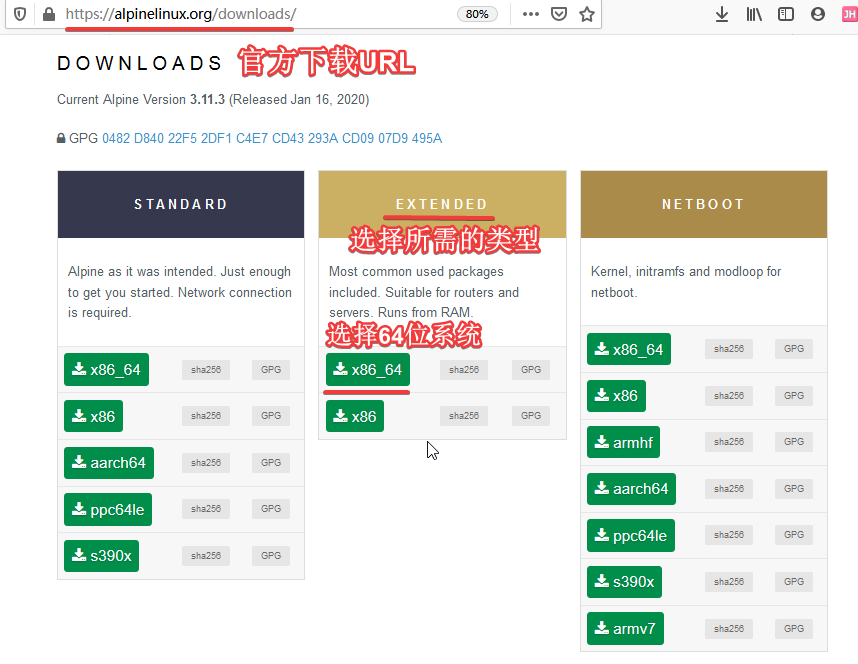 https://alpinelinux.org/downloads/
80%
JH
DOWNLOADS
官方下载URL
Current Alpine Version 3.11.3 (Released Jan 16, 2020)
GPG 0482 D840 22F5 2DF1 C4E7 CD43 293A CD09 07D9 495A
STANDARD
Alpine as it was intended. Just enough
to get you started. Network connection
is required.
x86_64 sha256 GPG
x86 sha256 GPG
aarch64 sha256 GPG
ppc64le sha256 GPG
s390x sha256 GPG
EXTENDED
选择所需的类型
Most common used packages
included. Suitable for routers and
servers. Runs from RAM.
选择64位系统
x86_64 sha256 GPG
x86 sha256 GPG
NETBOOT
Kernel, initramfs and modloop for
netboot.
x86_64 sha256 GPG
x86 sha256 GPG
armhf sha256 GPG
aarch64 sha256 GPG
ppc64le sha256 GPG
s390x sha256 GPG
armv7 sha256 GPG